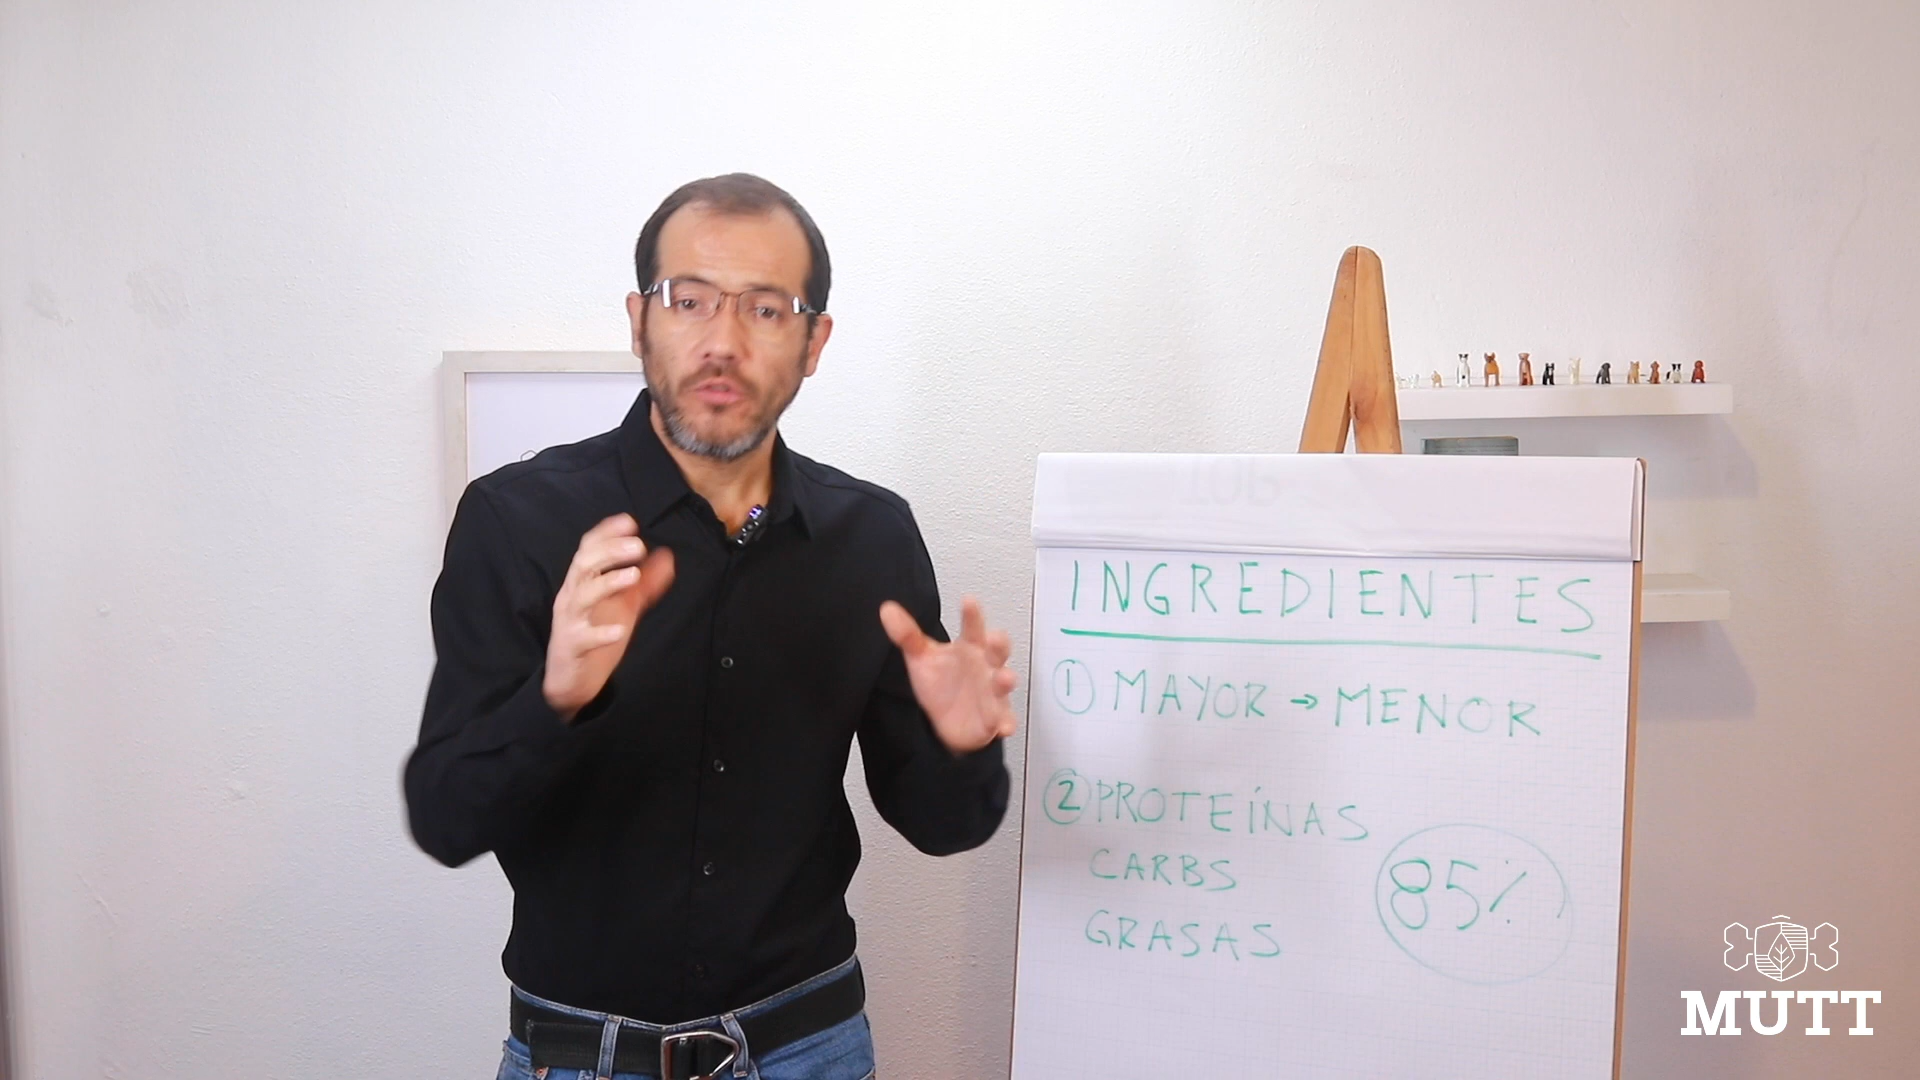 INGREDIENTES
1 MAYOR → MENOR
2 PROTEÍNAS
CARBS
GRASAS
85%
MUTT